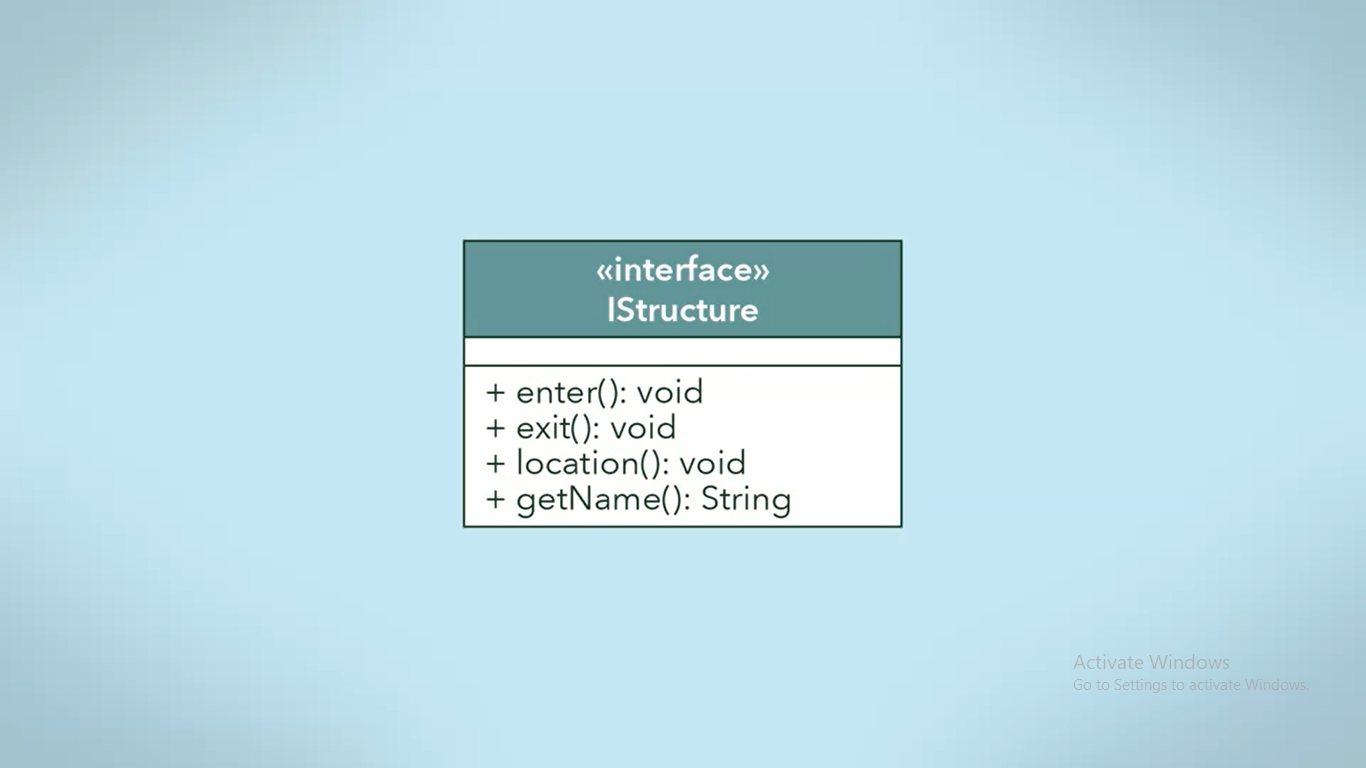 «interface»
IStructure
+ enter(): void
+ exit(): void
+ location(): void
+ getName(): String
Activate Windows
Go to Settings to activate Windows.